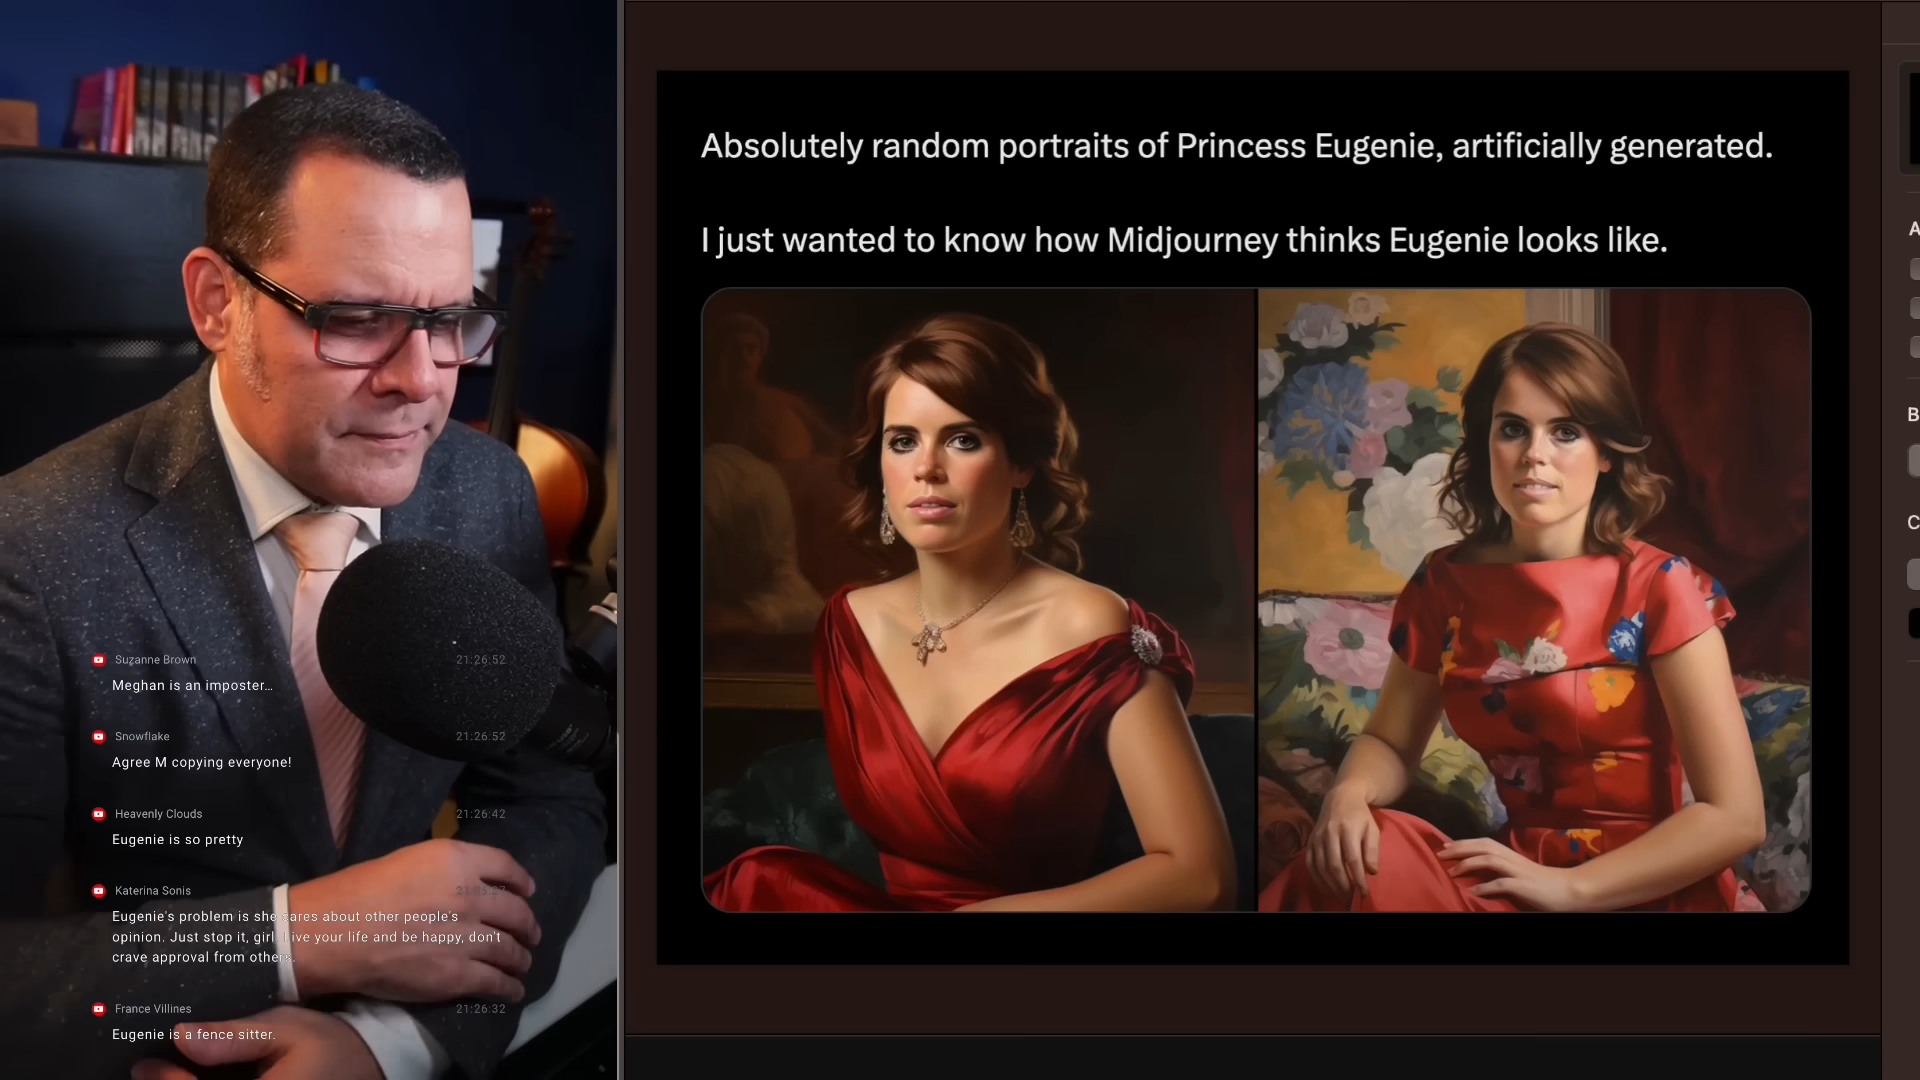 Absolutely random portraits of Princess Eugenie, artificially generated.
I just wanted to know how Midjourney thinks Eugenie looks like.
Suzanne Brown 21:26:52
Meghan is an imposter...
Snowflake 21:26:52
Agree M copying everyone!
Heavenly Clouds 21:26:42
Eugenie is so pretty
Katerina Sonis
Eugenie's problem is she cares about other people's
opinion. Just stop it, girl. Live your life and be happy, don't
crave approval from others.
France Villines 21:26:32
Eugenie is a fence sitter.
A
B
C